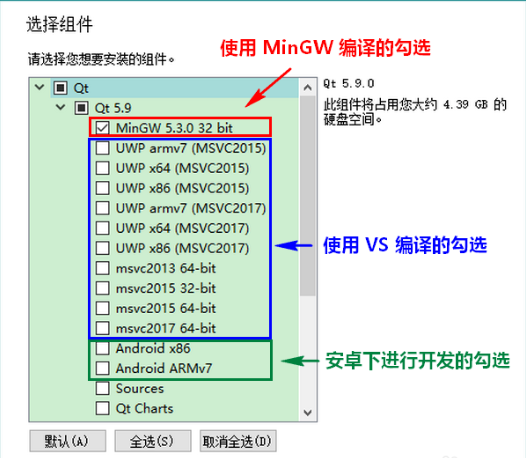 选择组件
使用 MinGW 编译的勾选
请选择您想要安装的组件。
Qt
Qt 5.9.0
Qt 5.9
此组件将占用您大约 4.39 GB 的
硬盘空间。
MinGW 5.3.0 32 bit
UWP armv7 (MSVC2015)
UWP x64 (MSVC2015)
UWP x86 (MSVC2015)
UWP armv7 (MSVC2017)
UWP x64 (MSVC2017)
使用 VS 编译的勾选
UWP x86 (MSVC2017)
msvc2013 64-bit
msvc2015 32-bit
msvc2015 64-bit
msvc2017 64-bit
Android x86
安卓下进行开发的勾选
Android ARMv7
Sources
Qt Charts
默认(A)
全选(S)
取消全选(D)